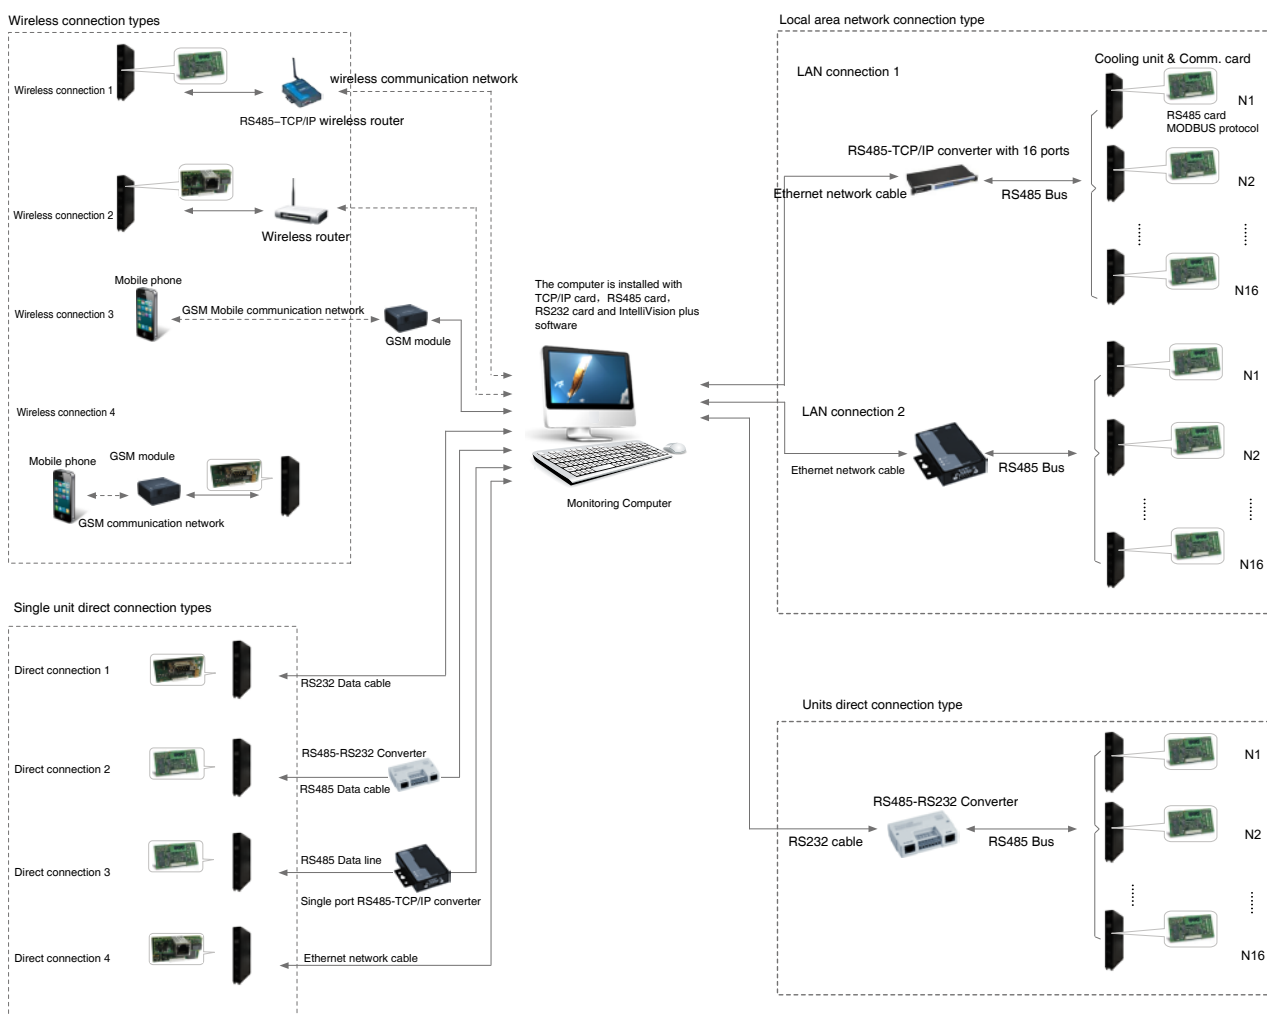 Wireless connection types
Wireless connection 1
RS485–TCP/IP wireless router
wireless communication network
Wireless connection 2
Wireless router
Wireless connection 3
Mobile phone
GSM Mobile communication network
GSM module
Wireless connection 4
Mobile phone
GSM module
GSM communication network
Single unit direct connection types
Direct connection 1
RS232 Data cable
Direct connection 2
RS485-RS232 Converter
RS485 Data cable
Direct connection 3
RS485 Data line
Single port RS485-TCP/IP converter
Direct connection 4
Ethernet network cable
The computer is installed with
TCP/IP card, RS485 card,
RS232 card and IntelliVision plus
software
Monitoring Computer
Local area network connection type
LAN connection 1
Cooling unit & Comm. card
N1
RS485 card
MODBUS protocol
RS485-TCP/IP converter with 16 ports
Ethernet network cable
RS485 Bus
N2
N16
LAN connection 2
Ethernet network cable
RS485 Bus
N1
N2
N16
Units direct connection type
RS485-RS232 Converter
RS232 cable
RS485 Bus
N1
N2
N16